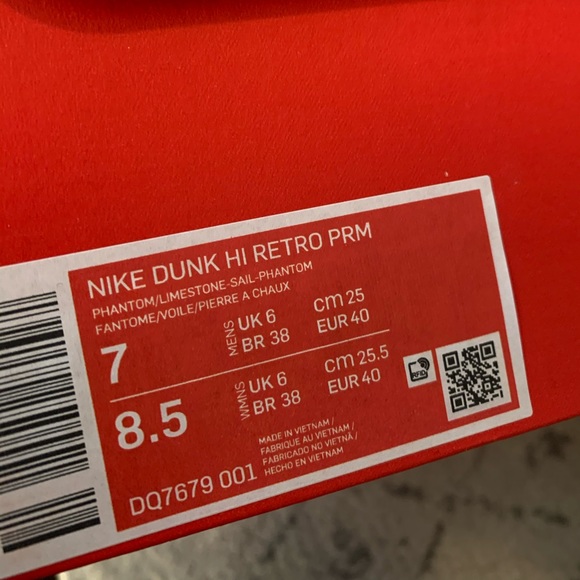 NIKE DUNK HI RETRO PRM
PHANTOM/LIMESTONE-SAIL-PHANTOM
FANTOME/VOILE/PIERRE A CHAUX
7 MENS UK 6 cm 25
BR 38 EUR 40
8.5 WMNS UK 6 cm 25.5
BR 38 EUR 40
RFID
DQ7679 001
MADE IN VIETNAM /
FABRIQUE AU VIETNAM /
FABRICADO NO VIETNÃ /
HECHO EN VIETNAM